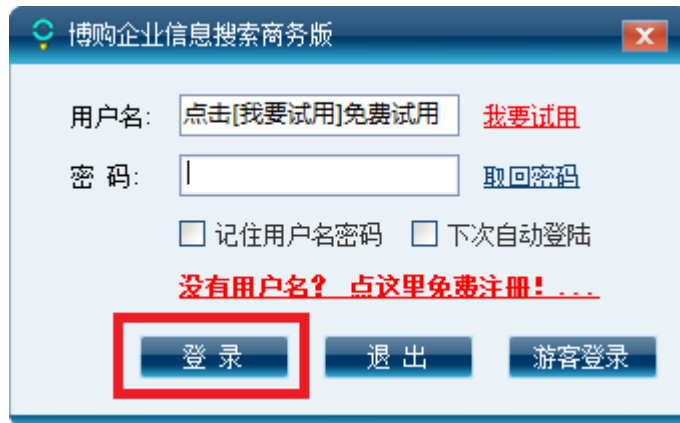 博购企业信息搜索商务版
用户名: 点击[我要试用]免费试用 我要试用
密 码: 取回密码
记住用户名密码 下次自动登陆
没有用户名? 点这里免费注册!...
登 录 退 出 游客登录